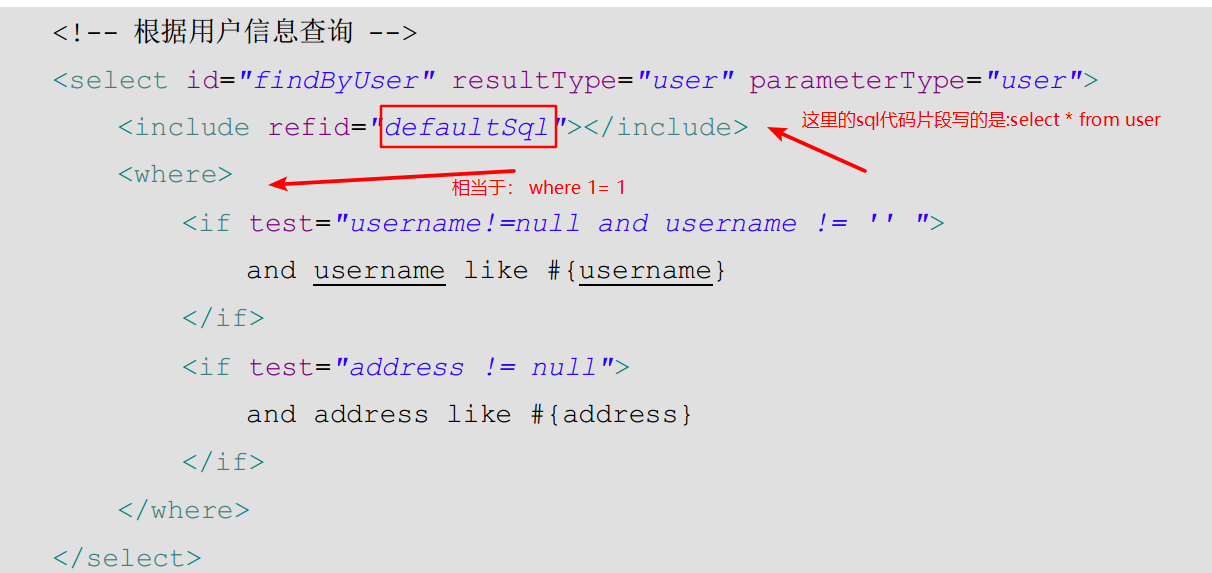 <!-- 根据用户信息查询 -->
<select id="findByUser" resultType="user" parameterType="user">
<include refid="defaultSql"></include>
这里的sql代码片段写的是:select * from user
<where>
相当于： where 1= 1
<if test="username!=null and username != '' ">
and username like #{username}
</if>
<if test="address != null">
and address like #{address}
</if>
</where>
</select>